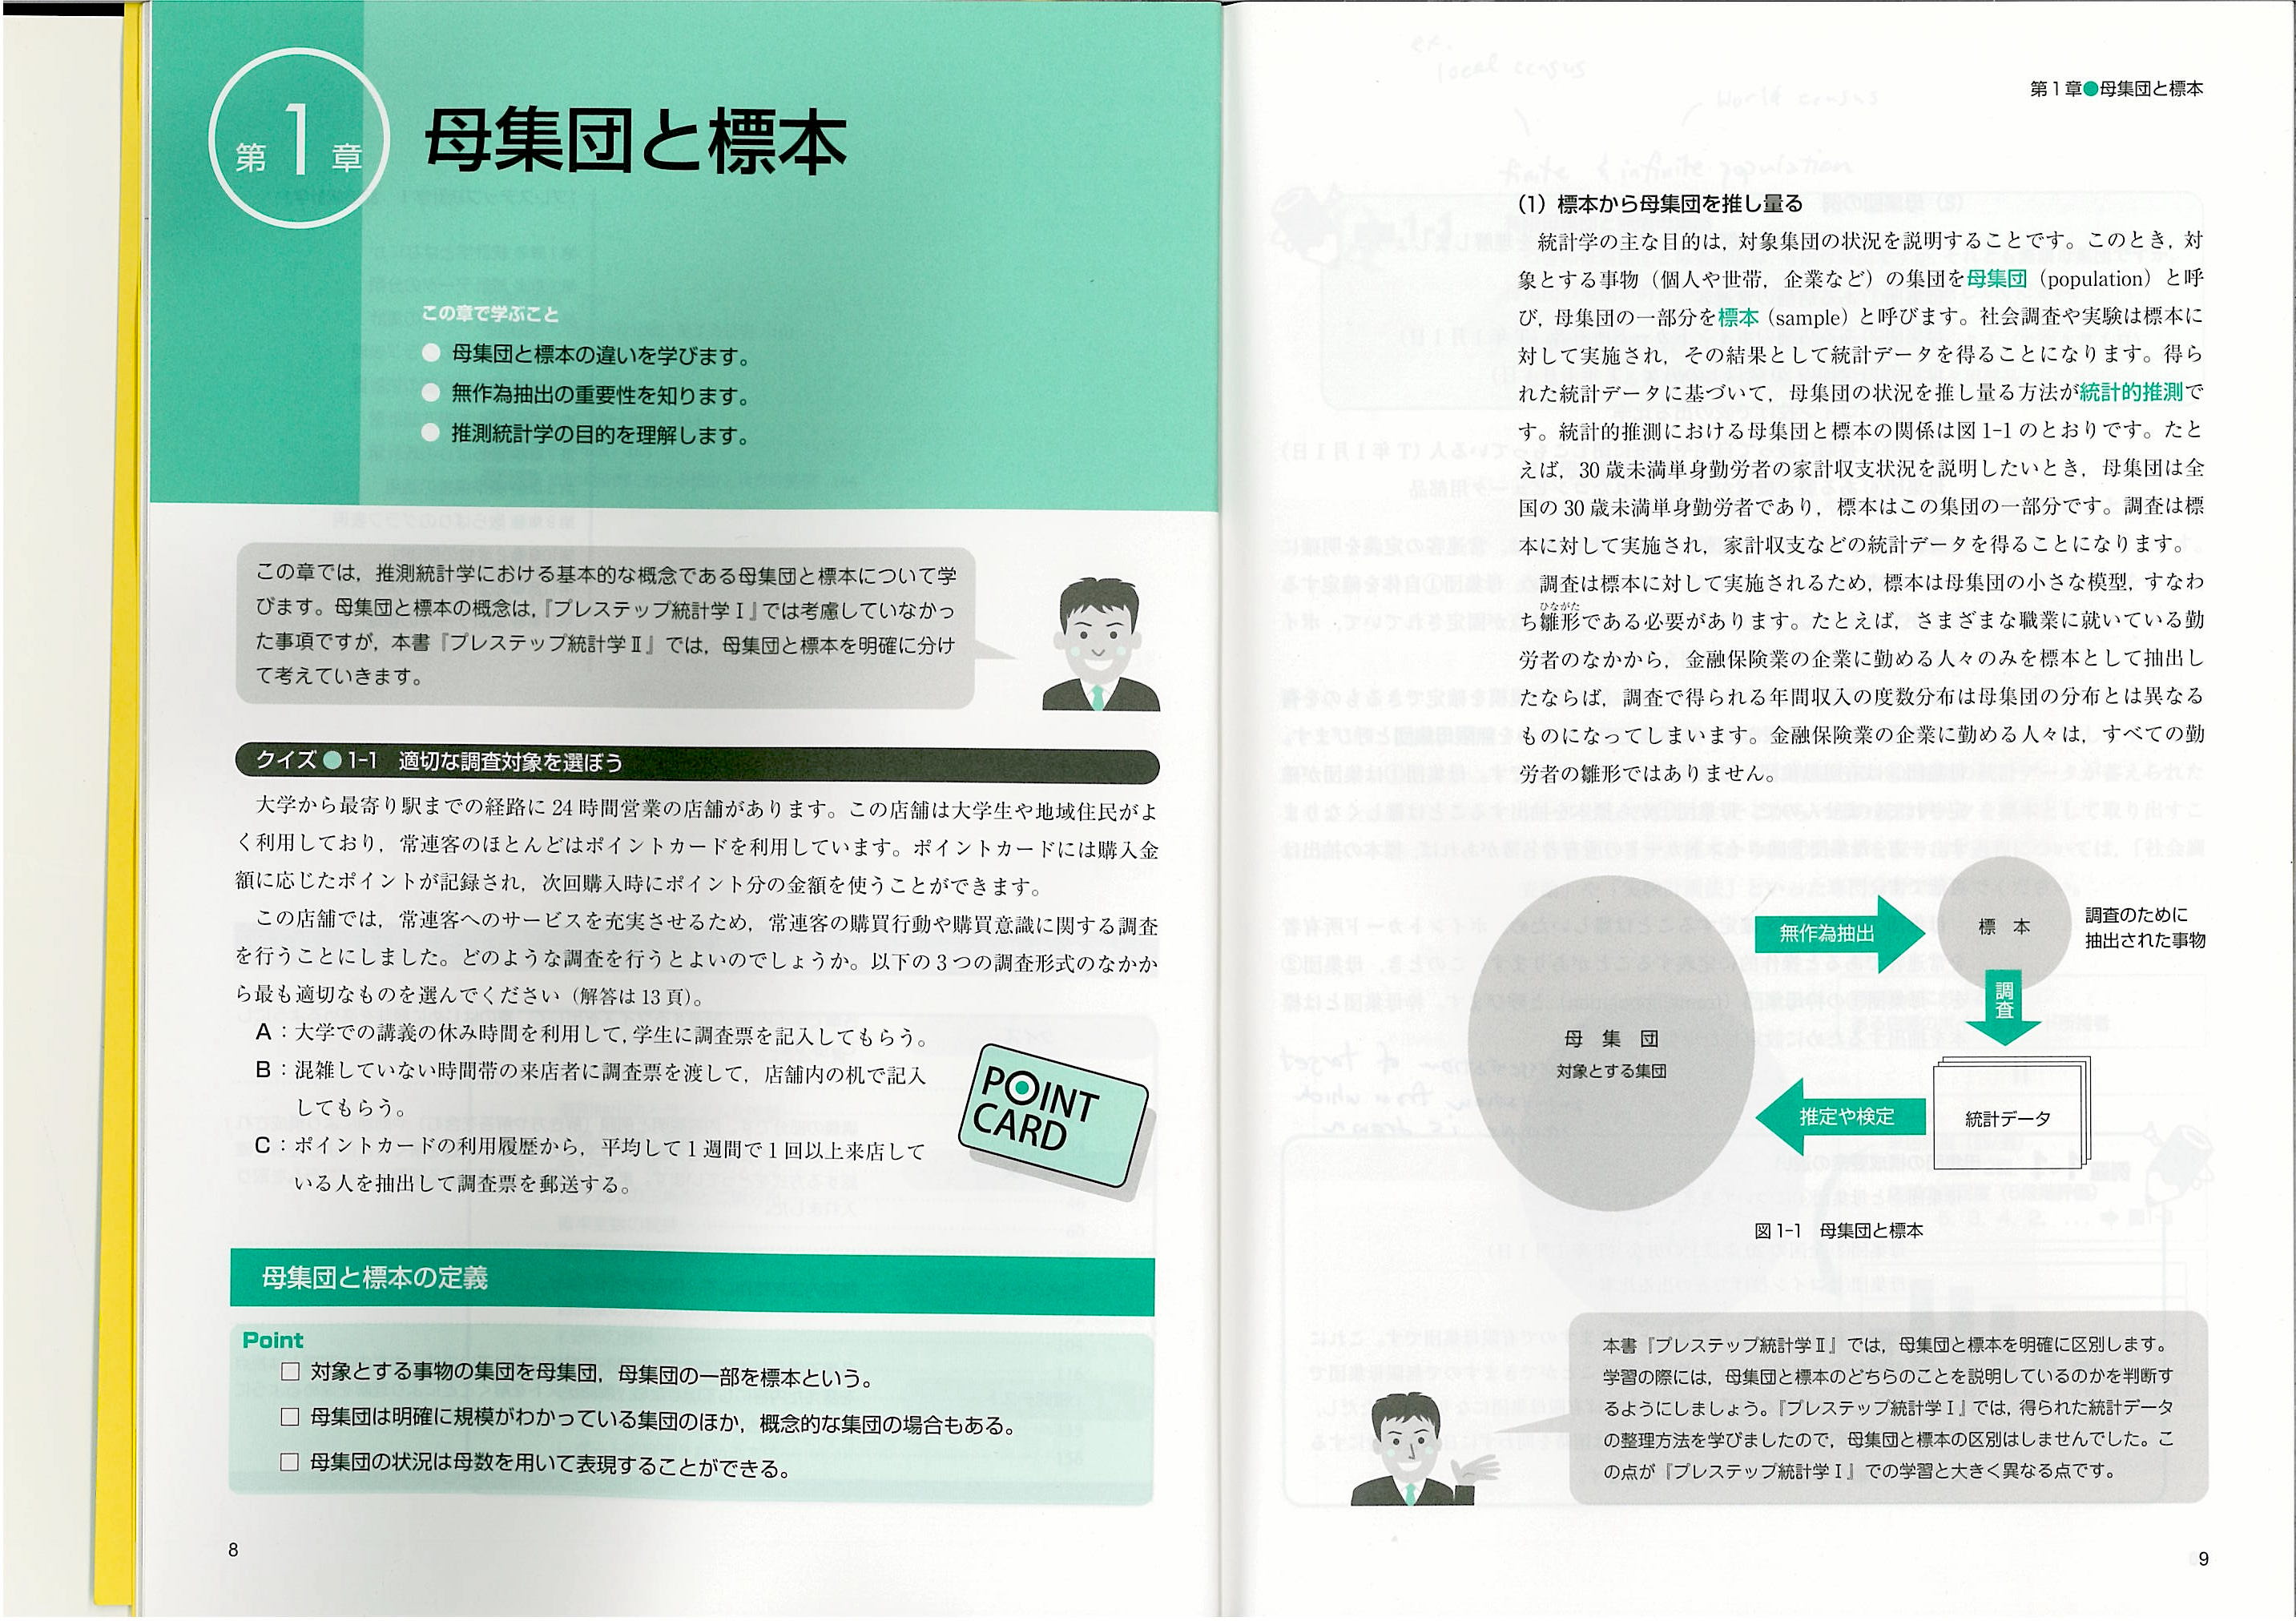 第1章
母集団と標本
この章で学ぶこと
母集団と標本の違いを学びます。
無作為抽出の重要性を知ります。
推測統計学の目的を理解します。
この章では，推測統計学における基本的な概念である母集団と標本について学
びます。母集団と標本の概念は，『プレステップ統計学Ⅰ』では考慮していなかっ
た事項ですが，本書『プレステップ統計学Ⅱ』では，母集団と標本を明確に分け
て考えていきます。
クイズ●1-1 適切な調査対象を選ぼう
大学から最寄り駅までの経路に24時間営業の店舗があります。この店舗は大学生や地域住民がよ
く利用しており，常連客のほとんどはポイントカードを利用しています。ポイントカードには購入金
額に応じたポイントが記録され，次回購入時にポイント分の金額を使うことができます。
この店舗では，常連客へのサービスを充実させるため，常連客の購買行動や購買意識に関する調査
を行うことにしました。どのような調査を行うとよいのでしょうか。以下の3つの調査形式のなかか
ら最も適切なものを選んでください（解答は13頁）。
A：大学での講義の休み時間を利用して，学生に調査票を記入してもらう。
B：混雑していない時間帯の来店者に調査票を渡して，店舗内の机で記入
してもらう。
C：ポイントカードの利用履歴から，平均して1週間で1回以上来店して
いる人を抽出して調査票を郵送する。
POINT
CARD
母集団と標本の定義
Point
□ 対象とする事物の集団を母集団，母集団の一部を標本という。
□ 母集団は明確に規模がわかっている集団のほか，概念的な集団の場合もある。
□ 母集団の状況は母数を用いて表現することができる。
8
第1章●母集団と標本
（1）標本から母集団を推し量る
統計学の主な目的は，対象集団の状況を説明することです。このとき，対
象とする事物（個人や世帯，企業など）の集団を母集団（population）と呼
び，母集団の一部分を標本（sample）と呼びます。社会調査や実験は標本に
対して実施され，その結果として統計データを得ることになります。得ら
れた統計データに基づいて，母集団の状況を推し量る方法が統計的推測で
す。統計的推測における母集団と標本の関係は図1-1のとおりです。たと
えば，30歳未満単身勤労者の家計収支状況を説明したいとき，母集団は全
国の30歳未満単身勤労者であり，標本はこの集団の一部分です。調査は標
本に対して実施され，家計収支などの統計データを得ることになります。
調査は標本に対して実施されるため，標本は母集団の小さな模型，すなわ
ひながた
ち雛形である必要があります。たとえば，さまざまな職業に就いている勤
労者のなかから，金融保険業の企業に勤める人々のみを標本として抽出し
たならば，調査で得られる年間収入の度数分布は母集団の分布とは異なる
ものになってしまいます。金融保険業の企業に勤める人々は，すべての勤
労者の雛形ではありません。
無作為抽出
標 本
調査のために
抽出された事物
調査
母 集 団
対象とする集団
推定や検定
統計データ
図1-1 母集団と標本
本書『プレステップ統計学Ⅱ』では，母集団と標本を明確に区別します。
学習の際には，母集団と標本のどちらのことを説明しているのかを判断す
るようにしましょう。『プレステップ統計学Ⅰ』では，得られた統計データ
の整理方法を学びましたので，母集団と標本の区別はしませんでした。こ
の点が『プレステップ統計学Ⅰ』での学習と大きく異なる点です。
9